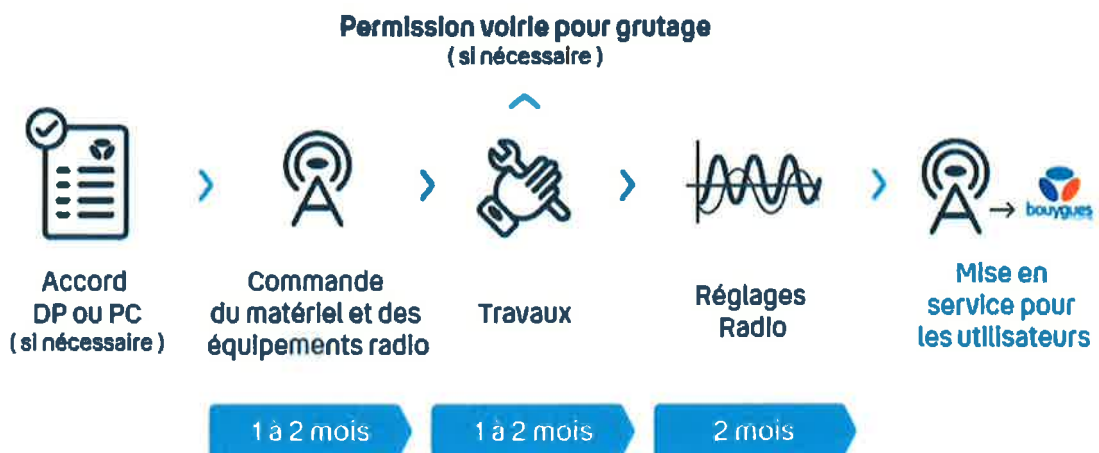 Permission voirie pour grutage
( si nécessaire )
Accord
DP ou PC
( si nécessaire )
Commande
du matériel et des
équipements radio
Travaux
Réglages
Radio
bouygues
Mise en
service pour
les utilisateurs
1 à 2 mois
1 à 2 mois
2 mois